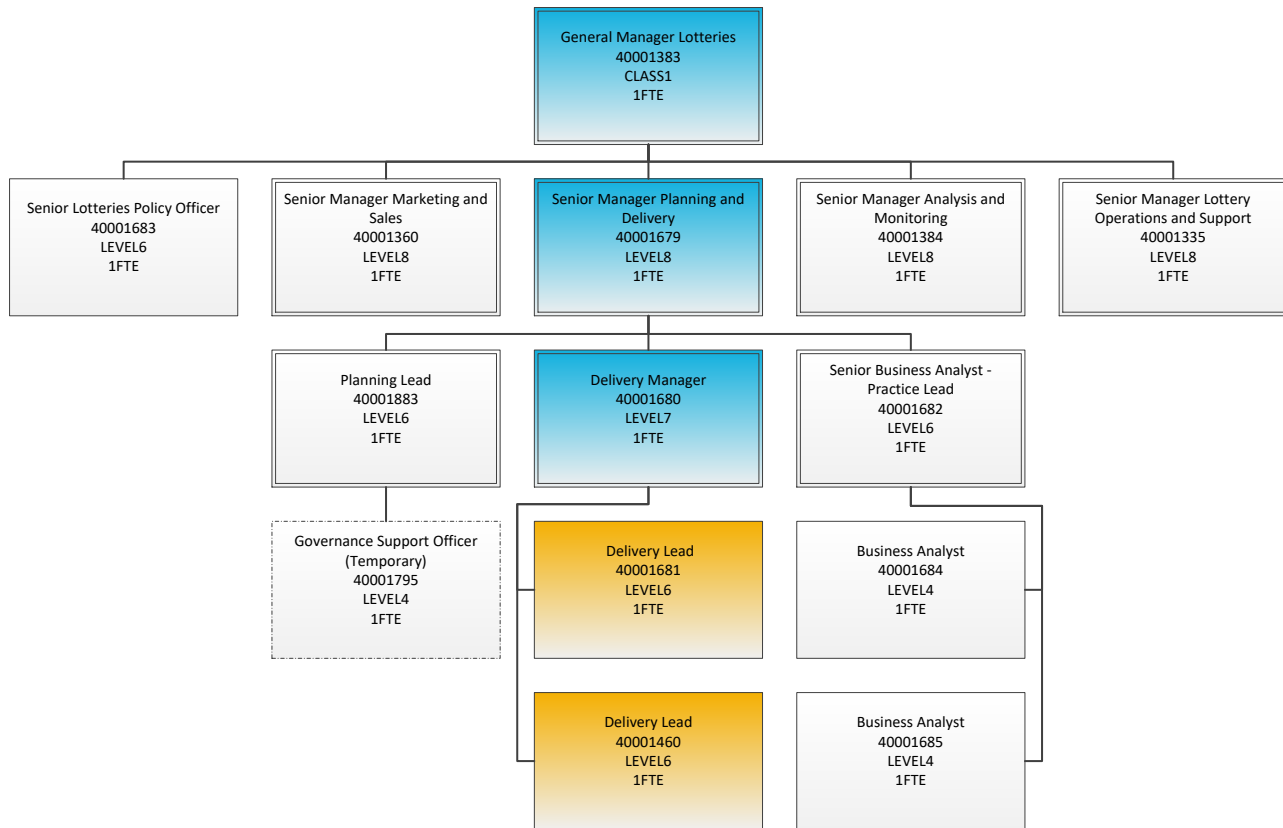 General Manager Lotteries
40001383
CLASS1
1FTE
Senior Lotteries Policy Officer
40001683
LEVEL6
1FTE
Senior Manager Marketing and
Sales
40001360
LEVEL8
1FTE
Senior Manager Planning and
Delivery
40001679
LEVEL8
1FTE
Senior Manager Analysis and
Monitoring
40001384
LEVEL8
1FTE
Senior Manager Lottery
Operations and Support
40001335
LEVEL8
1FTE
Planning Lead
40001883
LEVEL6
1FTE
Delivery Manager
40001680
LEVEL7
1FTE
Senior Business Analyst -
Practice Lead
40001682
LEVEL6
1FTE
Governance Support Officer
(Temporary)
40001795
LEVEL4
1FTE
Delivery Lead
40001681
LEVEL6
1FTE
Business Analyst
40001684
LEVEL4
1FTE
Delivery Lead
40001460
LEVEL6
1FTE
Business Analyst
40001685
LEVEL4
1FTE